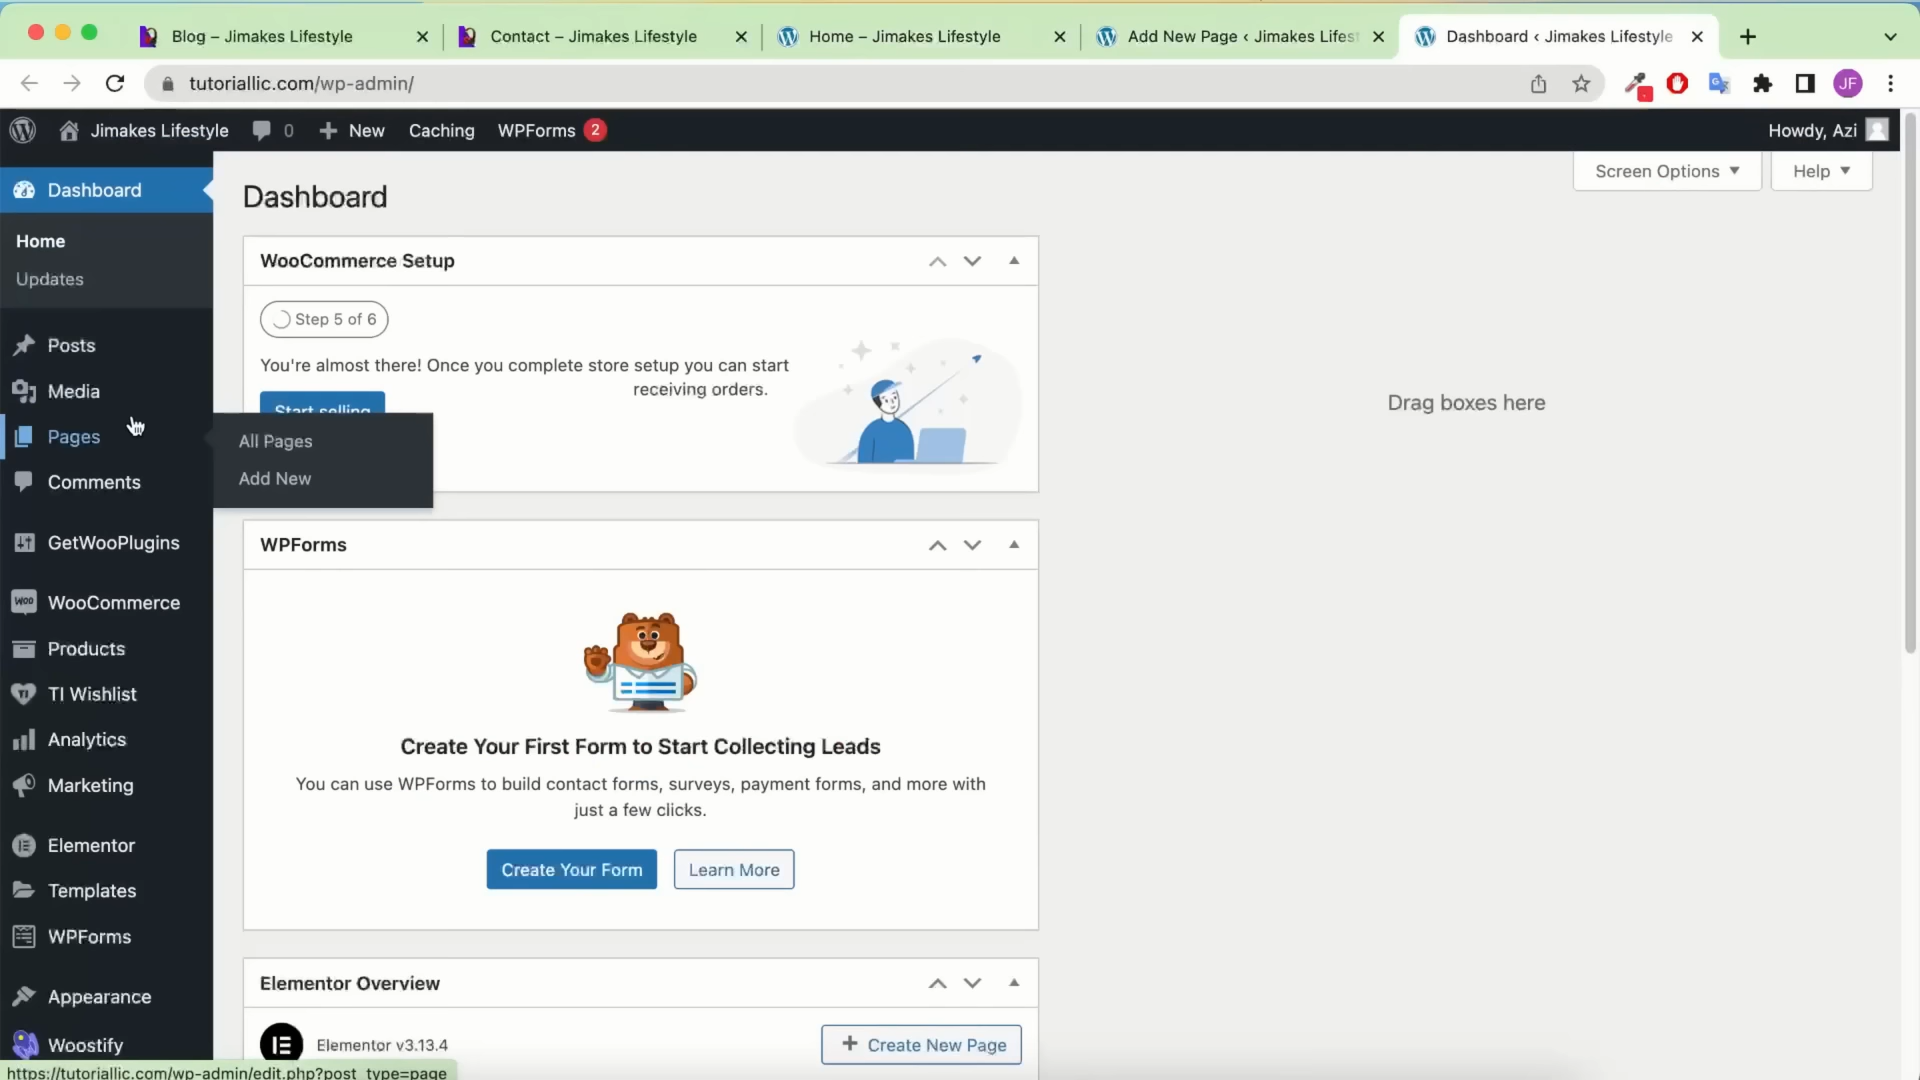 Blog – Jimakes Lifestyle
Contact – Jimakes Lifestyle
Home – Jimakes Lifestyle
Add New Page ‹ Jimakes Lifest
Dashboard ‹ Jimakes Lifestyle
tutoriallic.com/wp-admin/
JF
Jimakes Lifestyle
0
New
Caching
WPForms
2
Howdy, Azi
Dashboard
Home
Updates
Posts
Media
Pages
Comments
GetWooPlugins
WooCommerce
Products
TI Wishlist
Analytics
Marketing
Elementor
Templates
WPForms
Appearance
Woostify
All Pages
Add New
Dashboard
Screen Options
Help
WooCommerce Setup
Step 5 of 6
You're almost there! Once you complete store setup you can start
receiving orders.
Start selling
Drag boxes here
WPForms
Create Your First Form to Start Collecting Leads
You can use WPForms to build contact forms, surveys, payment forms, and more with
just a few clicks.
Create Your Form
Learn More
Elementor Overview
Elementor v3.13.4
Create New Page
https://tutoriallic.com/wp-admin/edit.php?post_type=page